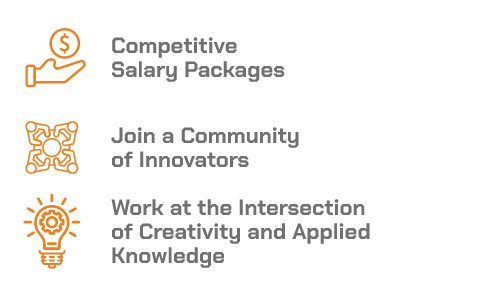 $
Competitive
Salary Packages
Join a Community
of Innovators
Work at the Intersection
of Creativity and Applied
Knowledge